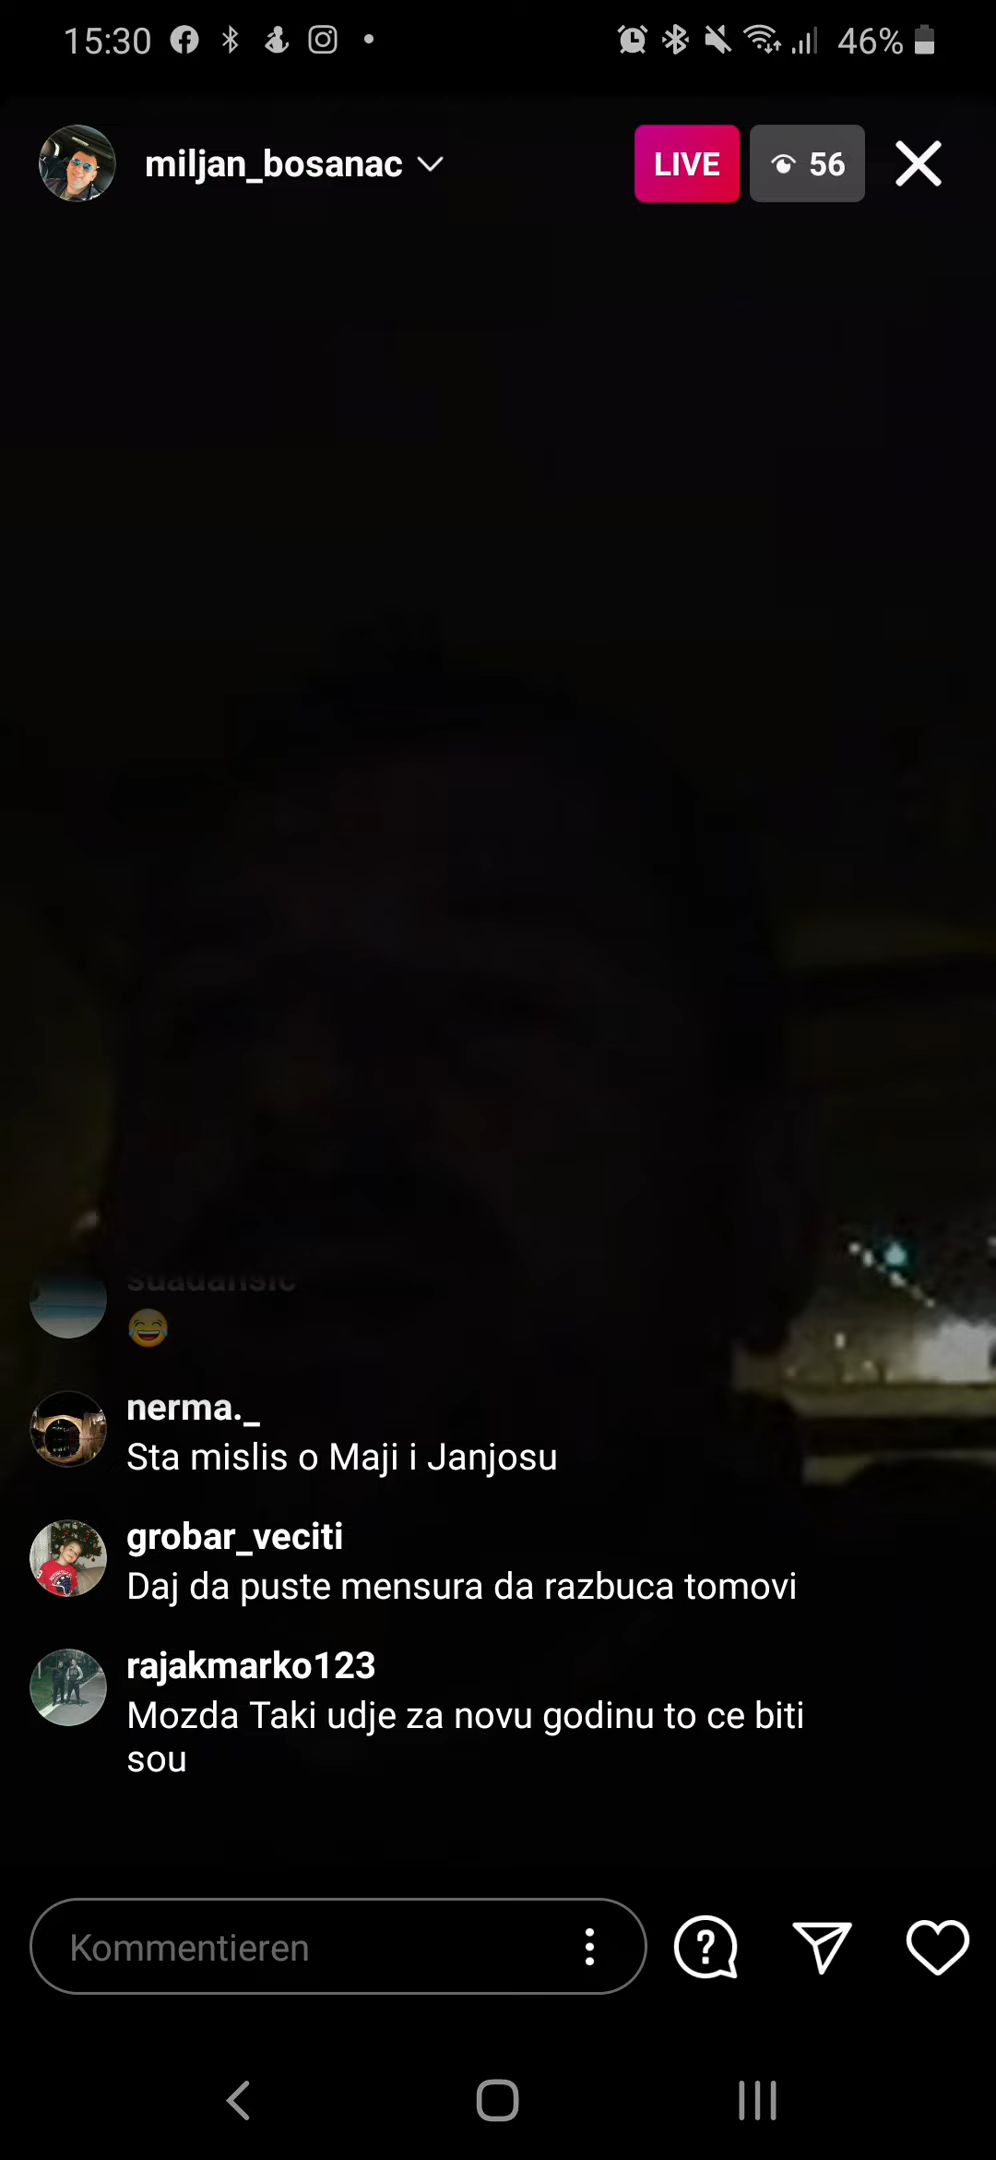 15:30
46%
miljan_bosanac
LIVE
56
😂
nerma._
Sta mislis o Maji i Janjosu
grobar_veciti
Daj da puste mensura da razbuca tomovi
rajakmarko123
Mozda Taki udje za novu godinu to ce biti
sou
Kommentieren